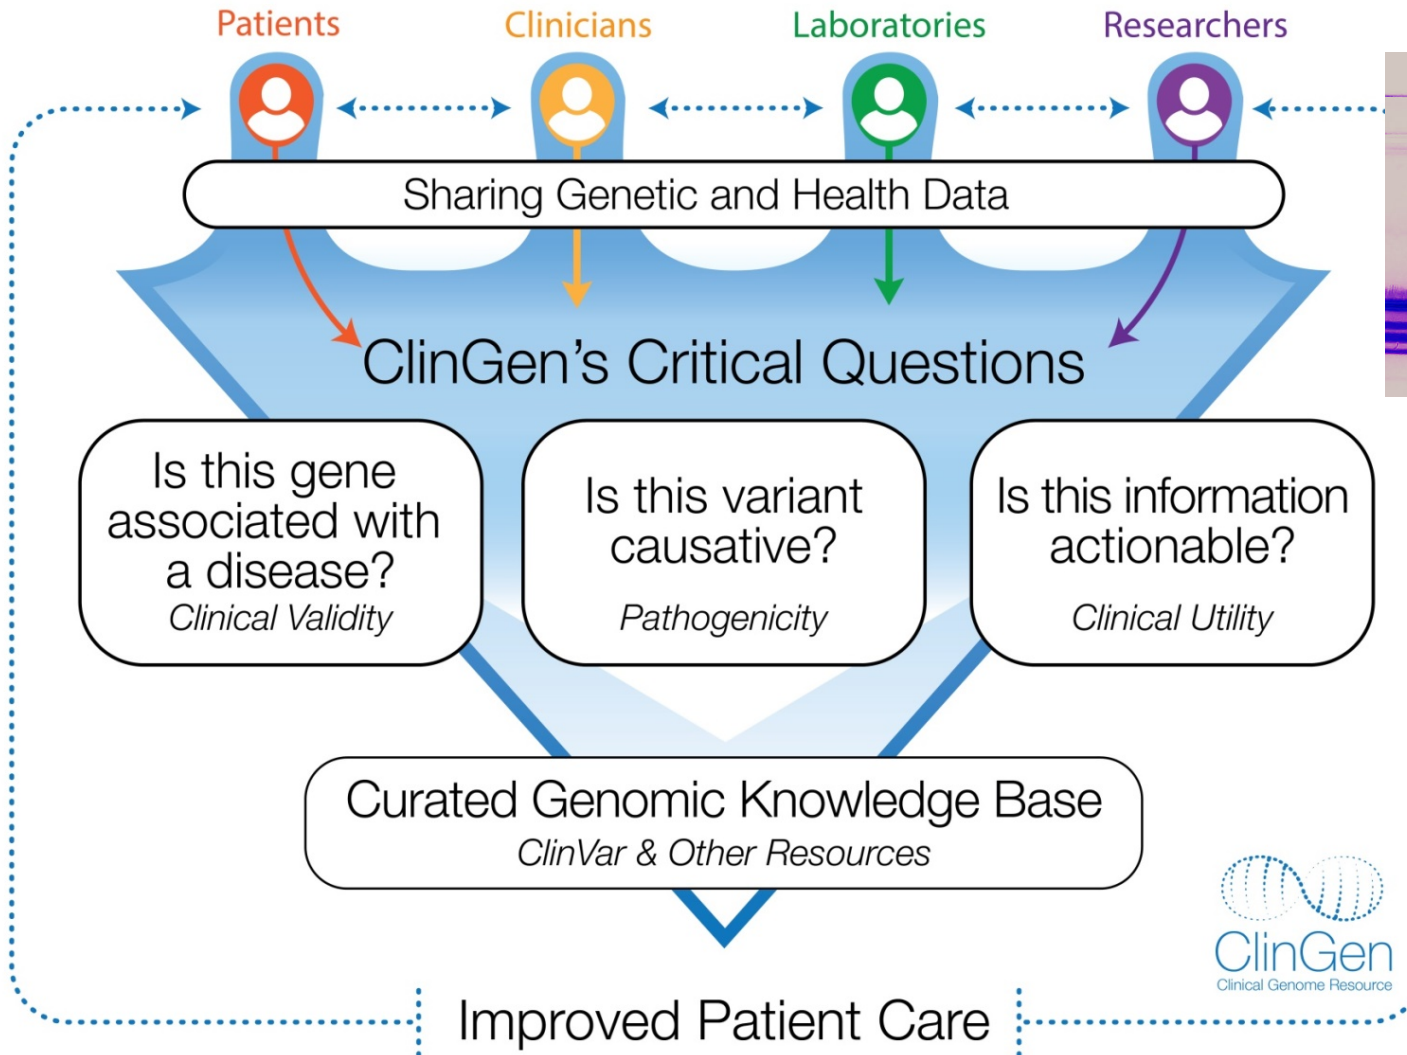 Patients
Clinicians
Laboratories
Researchers
Sharing Genetic and Health Data
ClinGen’s Critical Questions
Is this gene
associated with
a disease?
Clinical Validity
Is this variant
causative?
Pathogenicity
Is this information
actionable?
Clinical Utility
Curated Genomic Knowledge Base
ClinVar & Other Resources
ClinGen
Clinical Genome Resource
Improved Patient Care